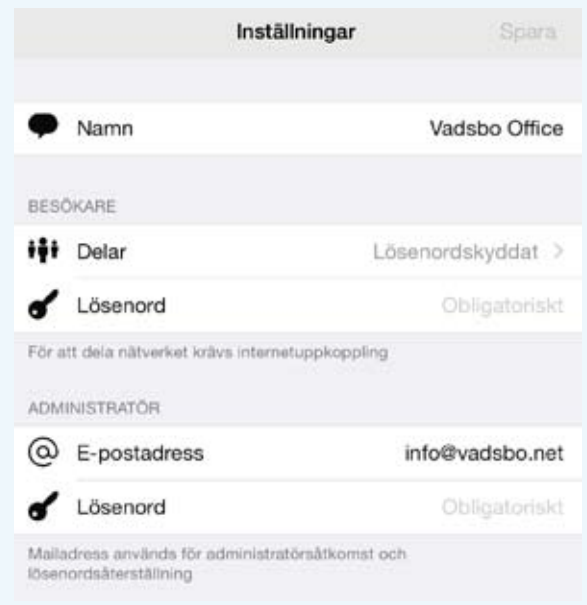 Inställningar Spara
Namn Vadsbo Office
BESÖKARE
Delar Lösenordskyddat >
Lösenord Obligatoriskt
För att dela nätverket krävs internetuppkoppling
ADMINISTRATÖR
@ E-postadress info@vadsbo.net
Lösenord Obligatoriskt
Mailadress används för administratörsåtkomst och
lösenordsåterställning